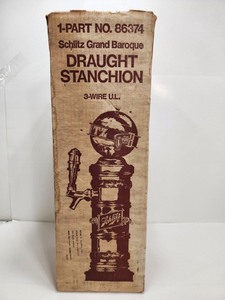 1-PART NO. 86374
Schlitz Grand Baroque
DRAUGHT
STANCHION
3-WIRE U.L.